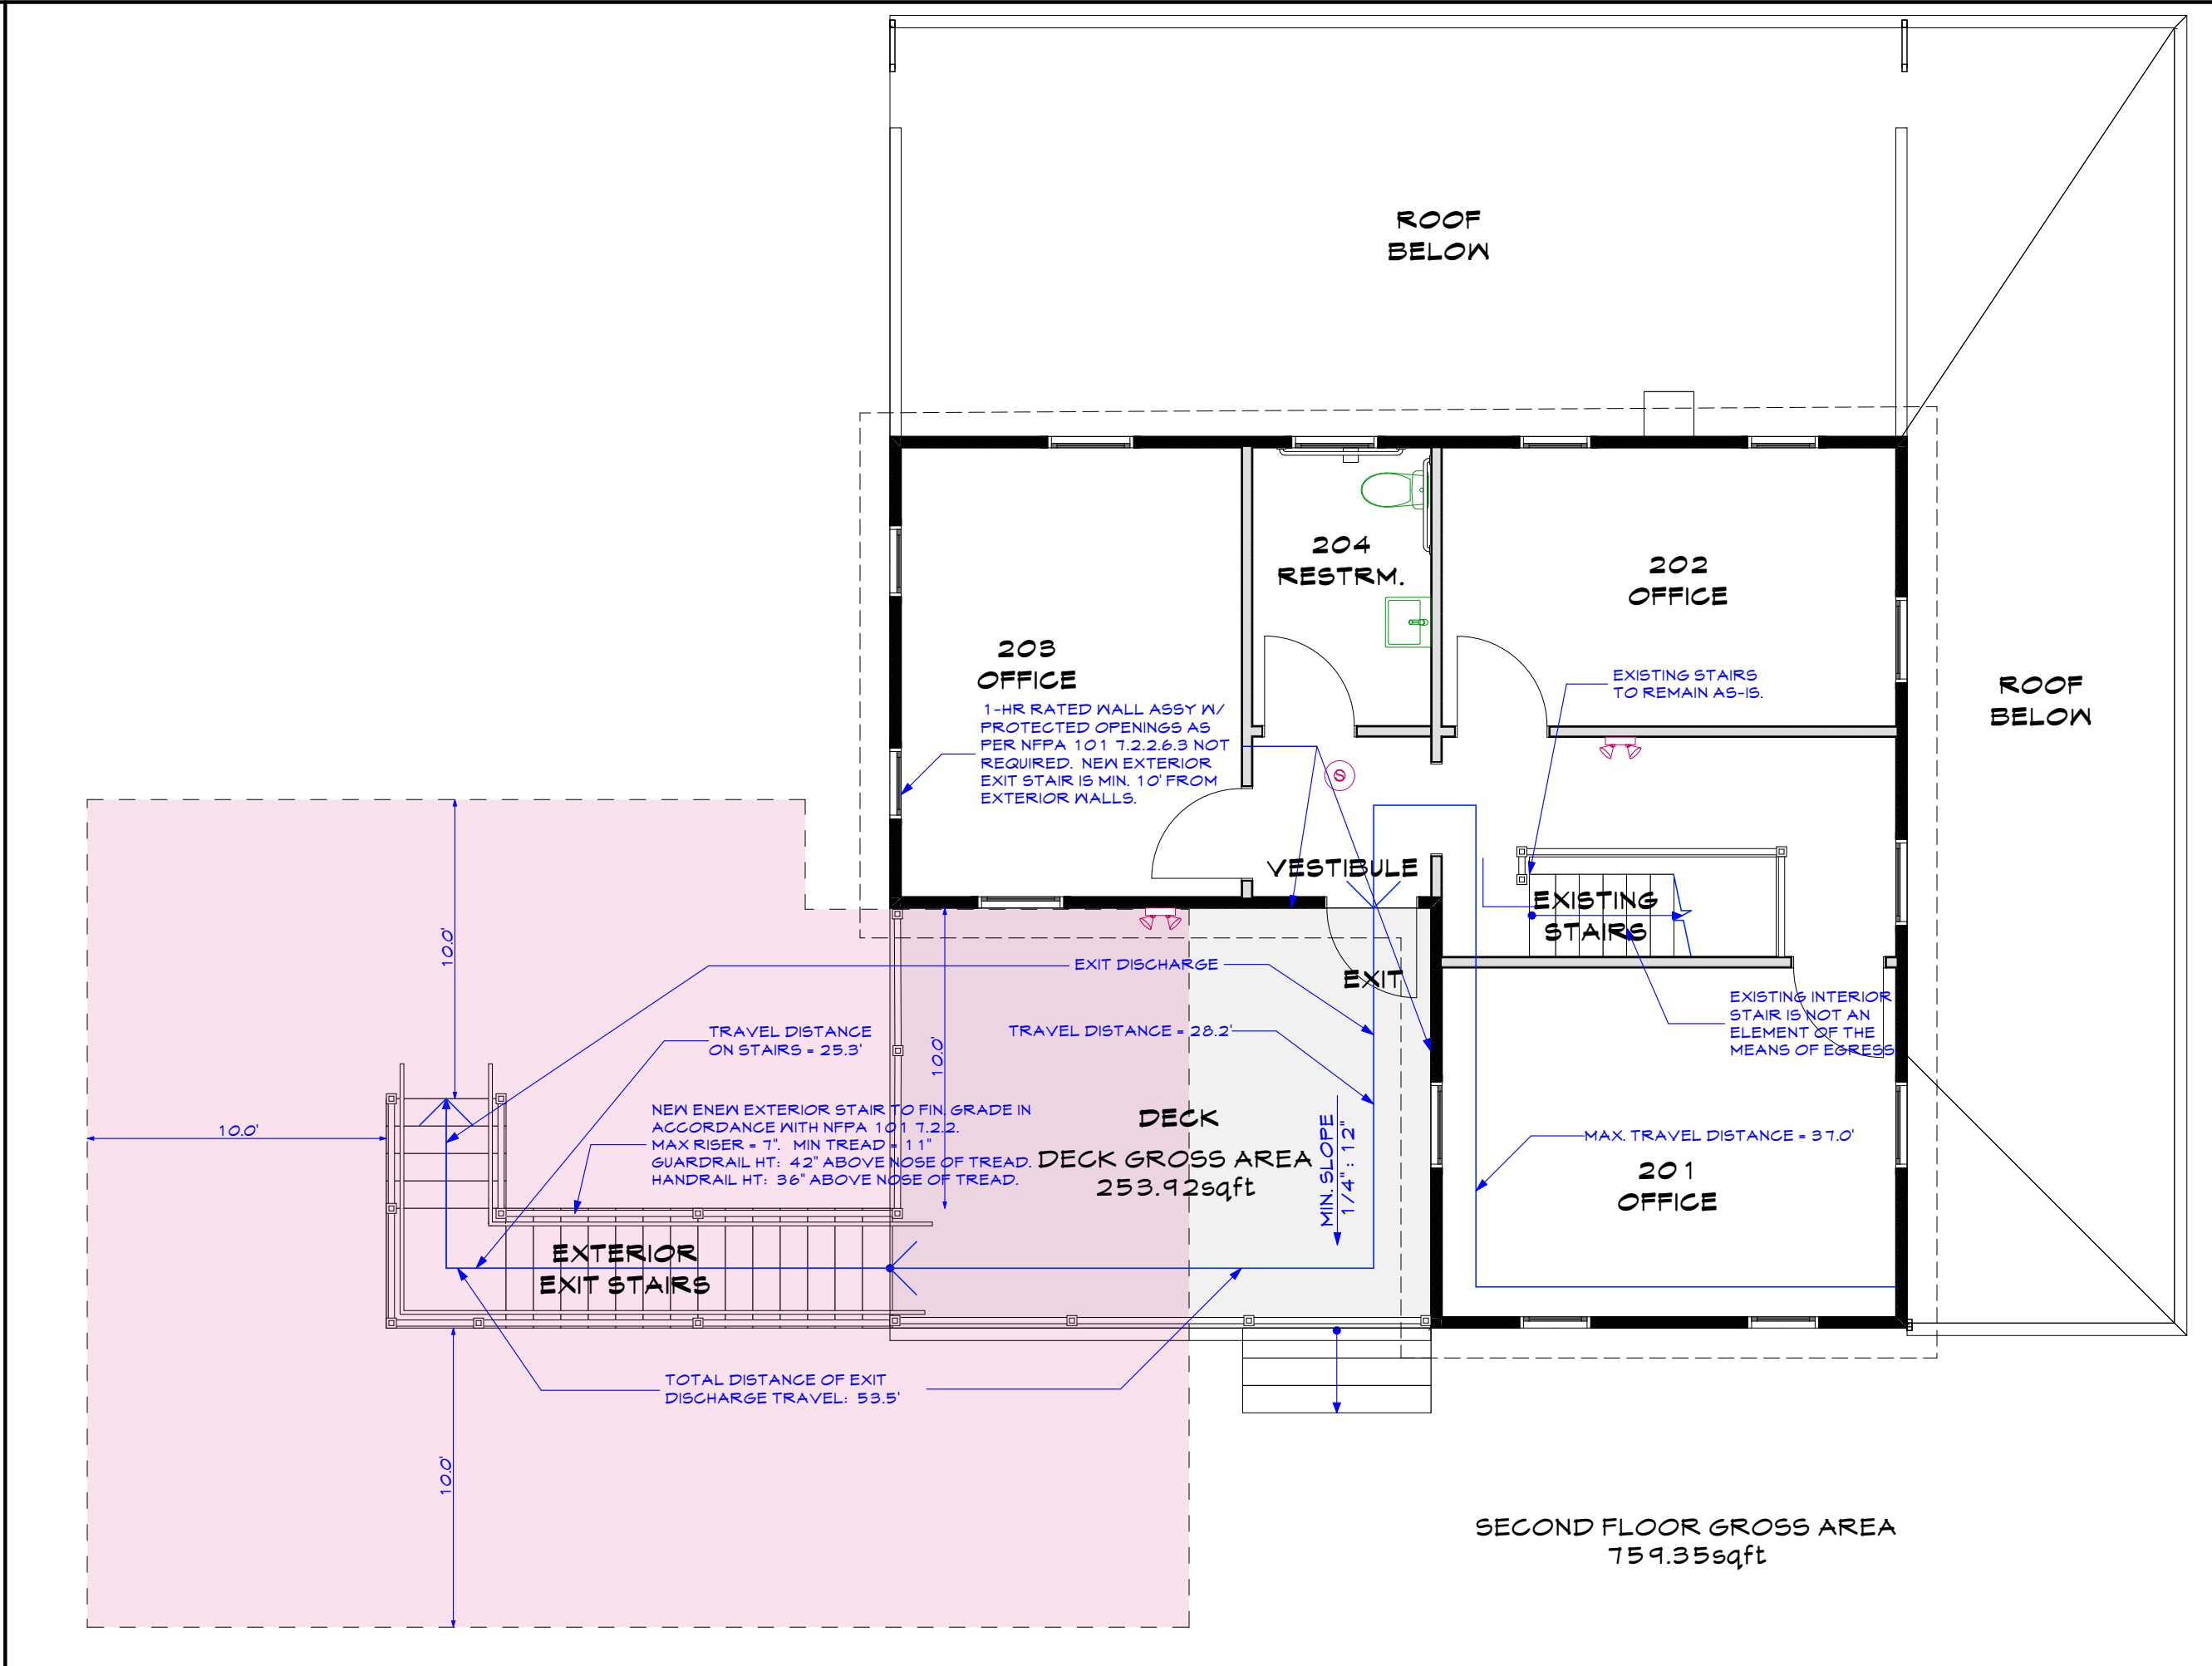 ROOF
BELOW
204
RESTRM.
202
OFFICE
203
OFFICE
EXISTING STAIRS
TO REMAIN AS-IS.
ROOF
BELOW
1-HR RATED WALL ASSY W/
PROTECTED OPENINGS AS
PER NFPA 101 7.2.2.6.3 NOT
REQUIRED. NEW EXTERIOR
EXIT STAIR IS MIN. 10' FROM
EXTERIOR WALLS.
VESTIBULE
EXISTING
STAIRS
10.0'
EXIT DISCHARGE
EXIT
EXISTING INTERIOR
STAIR IS NOT AN
ELEMENT OF THE
MEANS OF EGRESS.
TRAVEL DISTANCE
ON STAIRS = 25.3'
10.0'
TRAVEL DISTANCE = 28.2'
NEW ENEW EXTERIOR STAIR TO FIN. GRADE IN
ACCORDANCE WITH NFPA 101 7.2.2.
MAX RISER = 7". MIN TREAD = 11"
GUARDRAIL HT: 42" ABOVE NOSE OF TREAD.
HANDRAIL HT: 36" ABOVE NOSE OF TREAD.
10.0'
DECK
DECK GROSS AREA
253.92sqft
MIN. SLOPE
1/4" : 12"
MAX. TRAVEL DISTANCE = 37.0'
201
OFFICE
EXTERIOR
EXIT STAIRS
TOTAL DISTANCE OF EXIT
DISCHARGE TRAVEL: 53.5'
10.0'
SECOND FLOOR GROSS AREA
759.35sqft